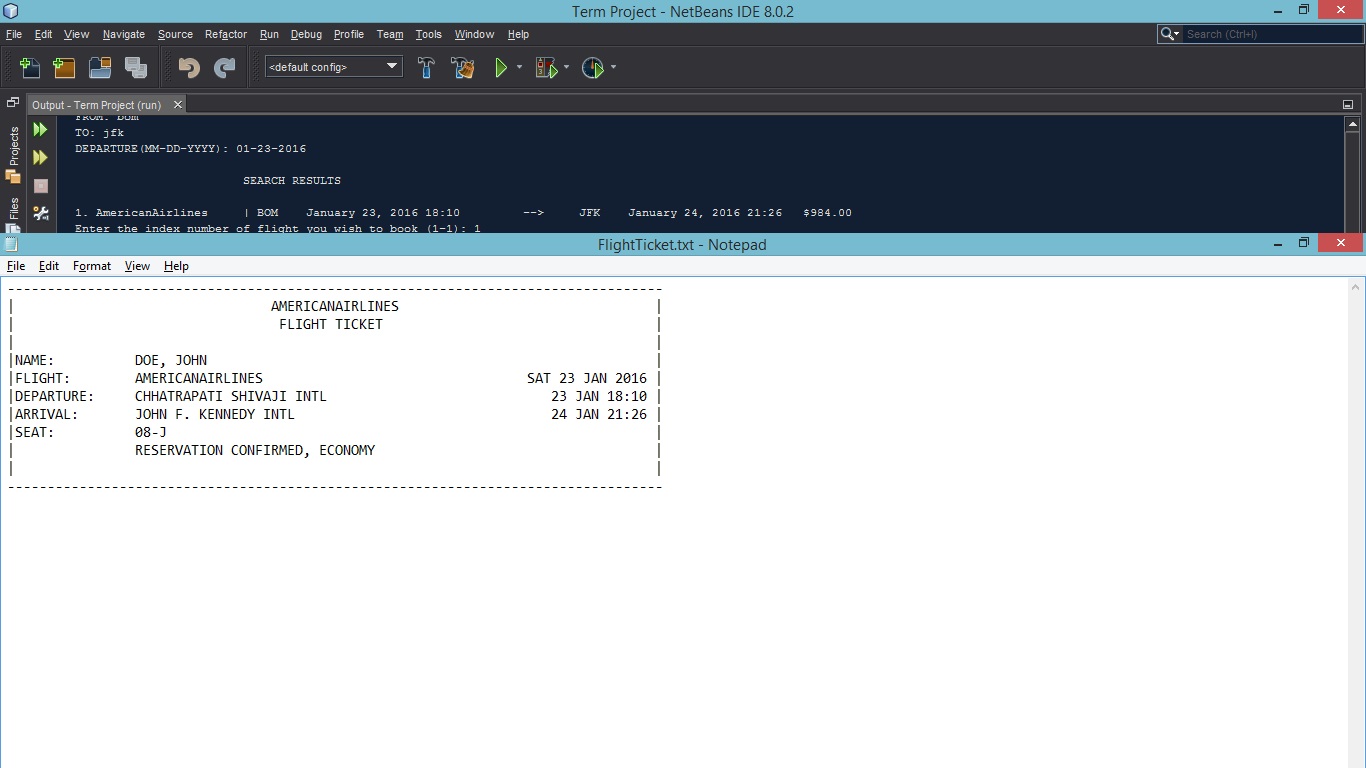 Term Project - NetBeans IDE 8.0.2
File Edit View Navigate Source Refactor Run Debug Profile Team Tools Window Help
Search (Ctrl+I)
<default config>
Output - Term Project (run)
Projects
Files
FROM: bom
TO: jfk
DEPARTURE(MM-DD-YYYY): 01-23-2016
SEARCH RESULTS
1. AmericanAirlines | BOM January 23, 2016 18:10 --> JFK January 24, 2016 21:26 $984.00
Enter the index number of flight you wish to book (1-1): 1
FlightTicket.txt - Notepad
File Edit Format View Help
----------------------------------------------------------------------------------
| AMERICANAIRLINES |
| FLIGHT TICKET |
| |
|NAME: DOE, JOHN |
|FLIGHT: AMERICANAIRLINES SAT 23 JAN 2016 |
|DEPARTURE: CHHATRAPATI SHIVAJI INTL 23 JAN 18:10 |
|ARRIVAL: JOHN F. KENNEDY INTL 24 JAN 21:26 |
|SEAT: 08-J |
| RESERVATION CONFIRMED, ECONOMY |
| |
----------------------------------------------------------------------------------